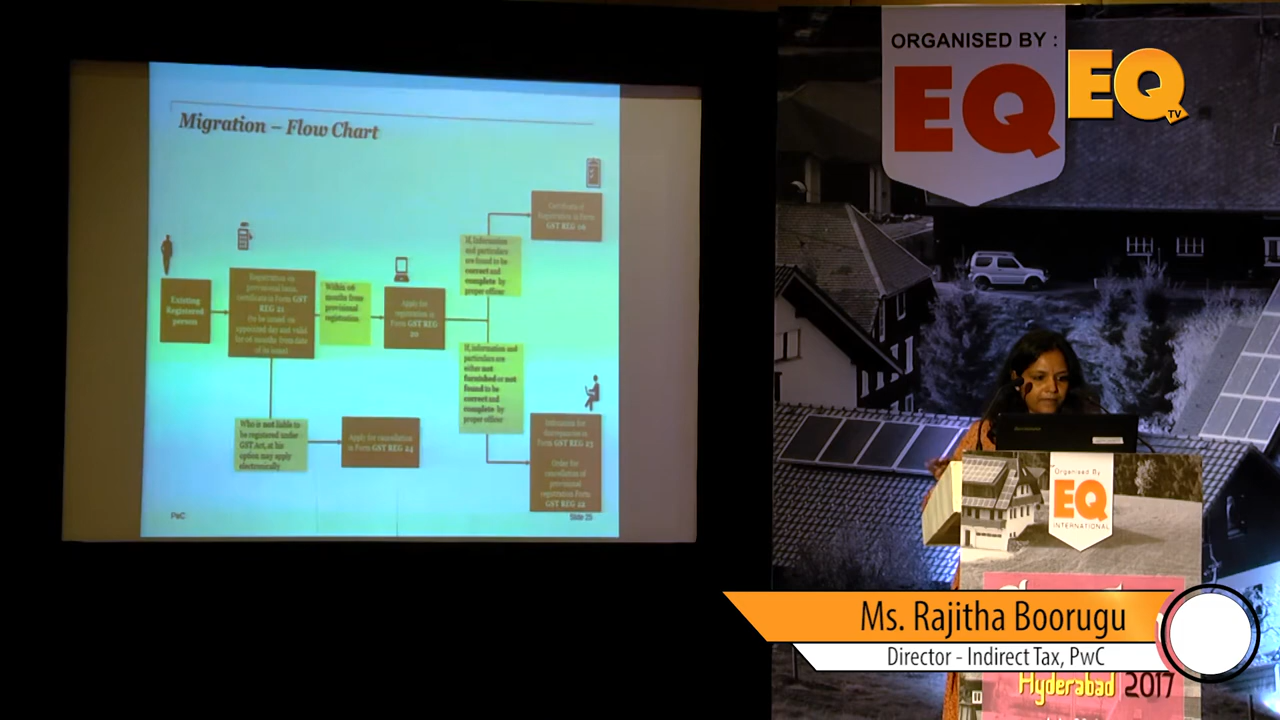 ORGANISED BY :
EQ
EQ
TV
Migration – Flow Chart
Existing
Registered
person
Registration on
provisional basis,
certificate in Form GST
REG 21
(to be issued on
appointed day and valid
for 06 months from date
of its issue)
Within 06
months from
provisional
registration
Apply for
registration in
Form GST REG
20
If, information
and particulars
are found to be
correct and
complete by
proper officer
Certificate of
Registration in Form
GST REG 06
If, information and
particulars are
either not
furnished or not
found to be
correct and
complete by
proper officer
Intimation for
discrepancies in
Form GST REG 23
Order for
cancellation of
provisional
registration Form
GST REG 22
Who is not liable to
be registered under
GST Act, at his
option may apply
electronically
Apply for cancellation
in Form GST REG 24
PwC
Slide 25
Organised By
EQ
INTERNATIONAL
Ms. Rajitha Boorugu
Director - Indirect Tax, PwC
Hyderabad 2017